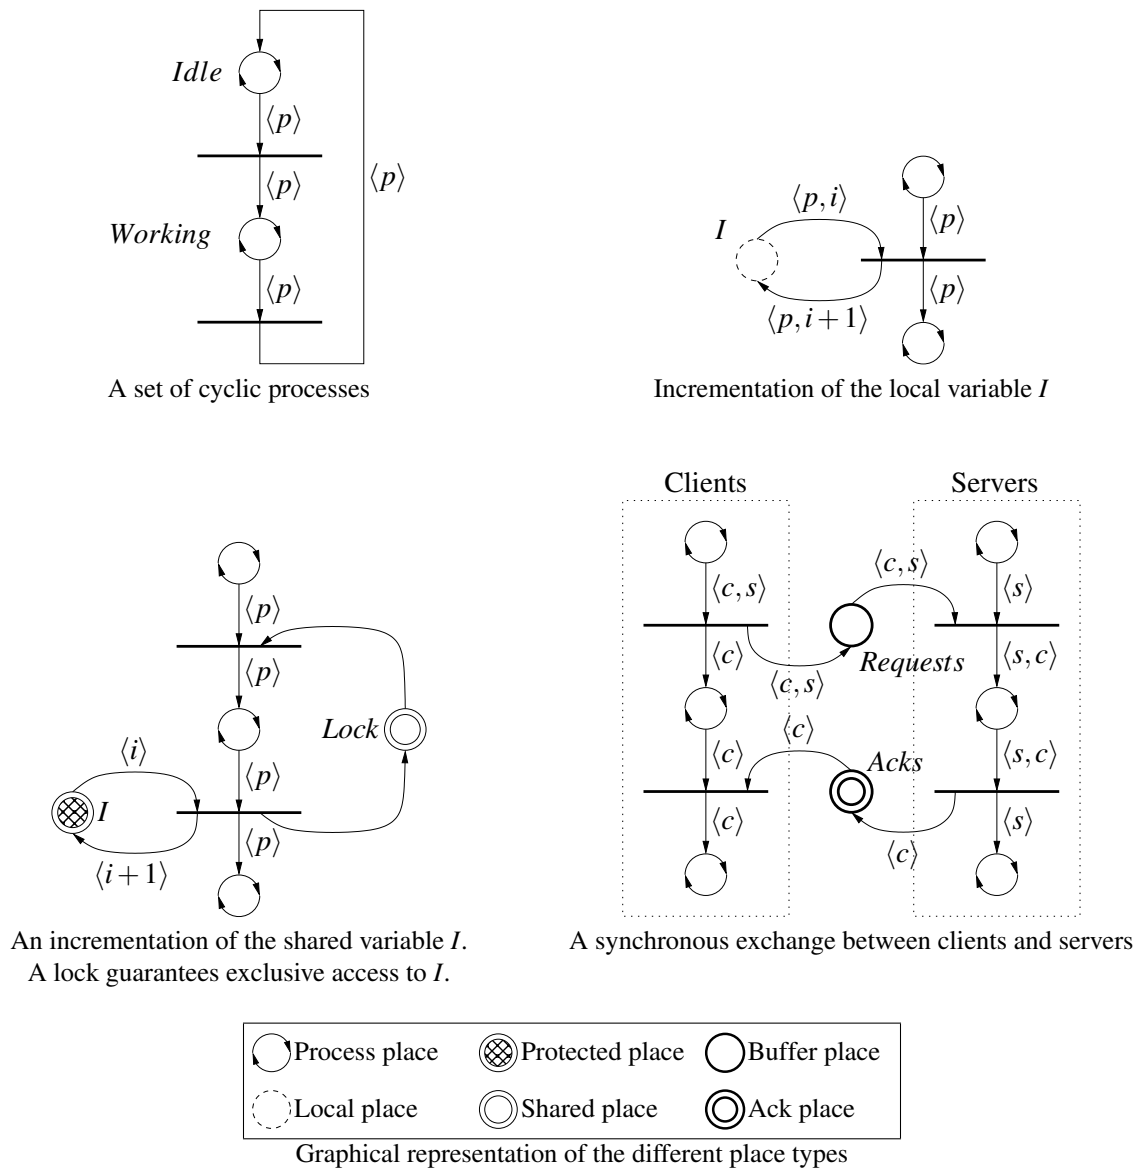 Idle
⟨p⟩
⟨p⟩
⟨p⟩
Working
⟨p⟩
A set of cyclic processes
⟨p, i⟩
I
⟨p⟩
⟨p⟩
⟨p, i + 1⟩
Incrementation of the local variable I
⟨p⟩
⟨p⟩
Lock
⟨i⟩
⟨p⟩
I
⟨p⟩
⟨i + 1⟩
An incrementation of the shared variable I.
A lock guarantees exclusive access to I.
Clients
Servers
⟨c, s⟩
⟨c, s⟩
⟨s⟩
⟨c⟩
Requests
⟨s, c⟩
⟨c, s⟩
⟨c⟩
⟨c⟩
Acks
⟨s, c⟩
⟨c⟩
⟨c⟩
⟨s⟩
A synchronous exchange between clients and servers
Process place
Protected place
Buffer place
Local place
Shared place
Ack place
Graphical representation of the different place types